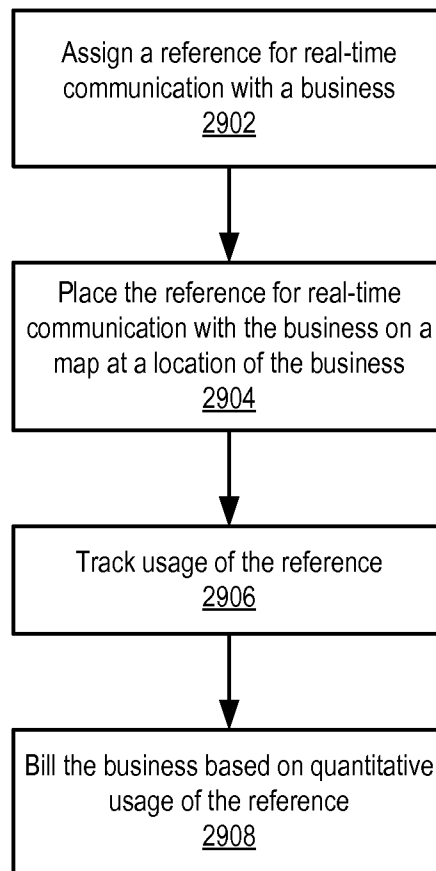 Assign a reference for real-time
communication with a business
2902
Place the reference for real-time
communication with the business on a
map at a location of the business
2904
Track usage of the reference
2906
Bill the business based on quantitative
usage of the reference
2908